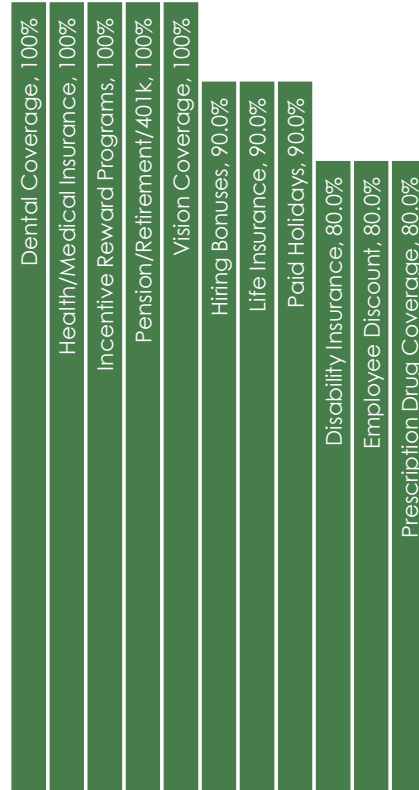 Dental Coverage, 100%
Health/Medical Insurance, 100%
Incentive Reward Programs, 100%
Pension/Retirement/401k, 100%
Vision Coverage, 100%
Hiring Bonuses, 90.0%
Life Insurance, 90.0%
Paid Holidays, 90.0%
Disability Insurance, 80.0%
Employee Discount, 80.0%
Prescription Drug Coverage, 80.0%